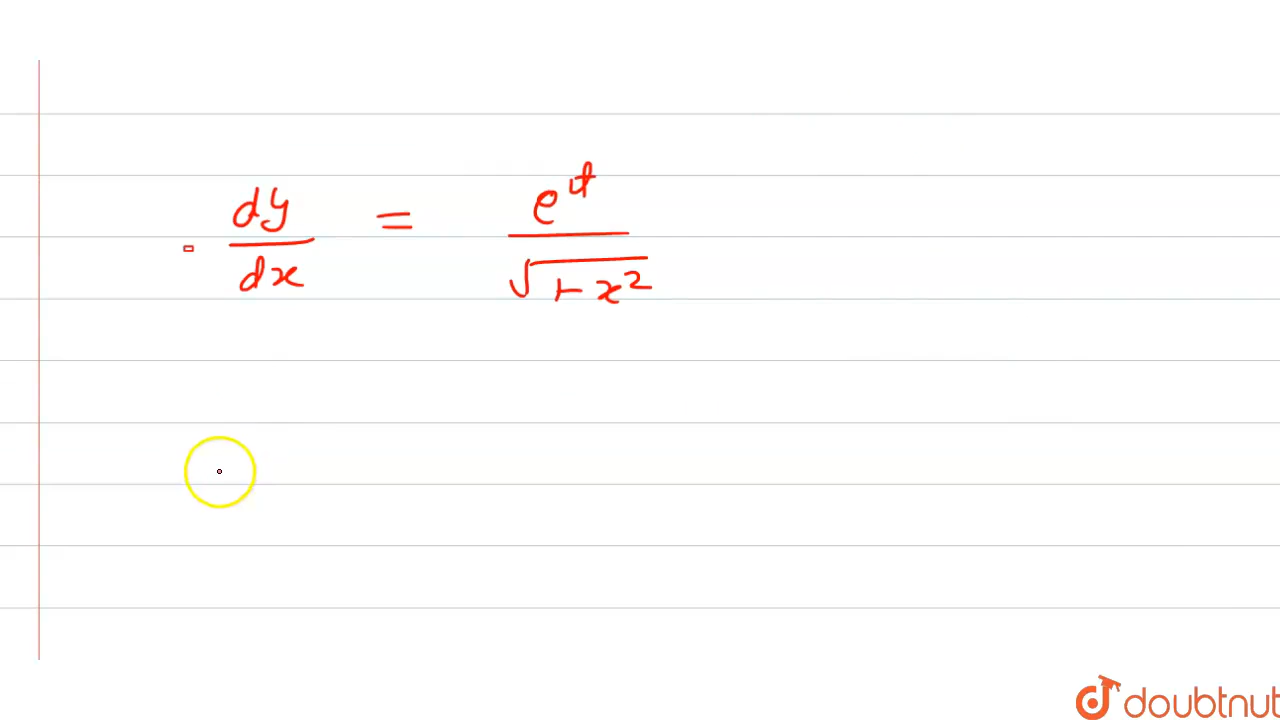 dy/dx = e^y/√(1-x²)
doubtnut